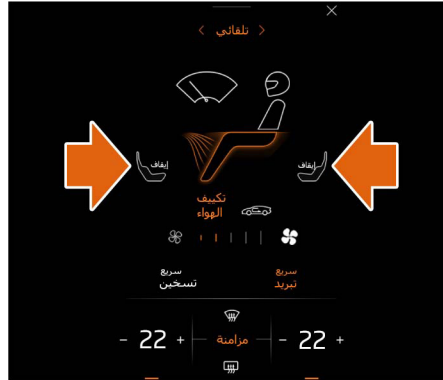 تلقائي
إيقاف
إيقاف
تكييف
الهواء
سريع
تبريد
سريع
تسخين
- 22 +
مزامنة
- 22 +